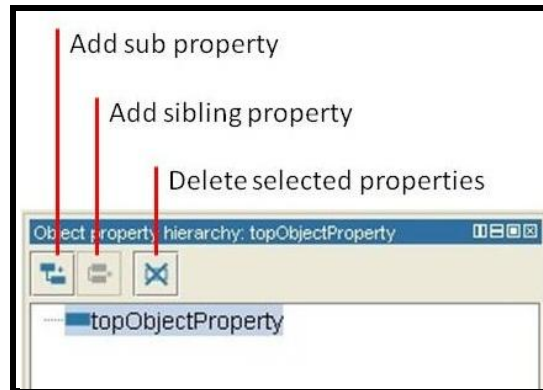 Add sub property
Add sibling property
Delete selected properties
Object property hierarchy: topObjectProperty
topObjectProperty